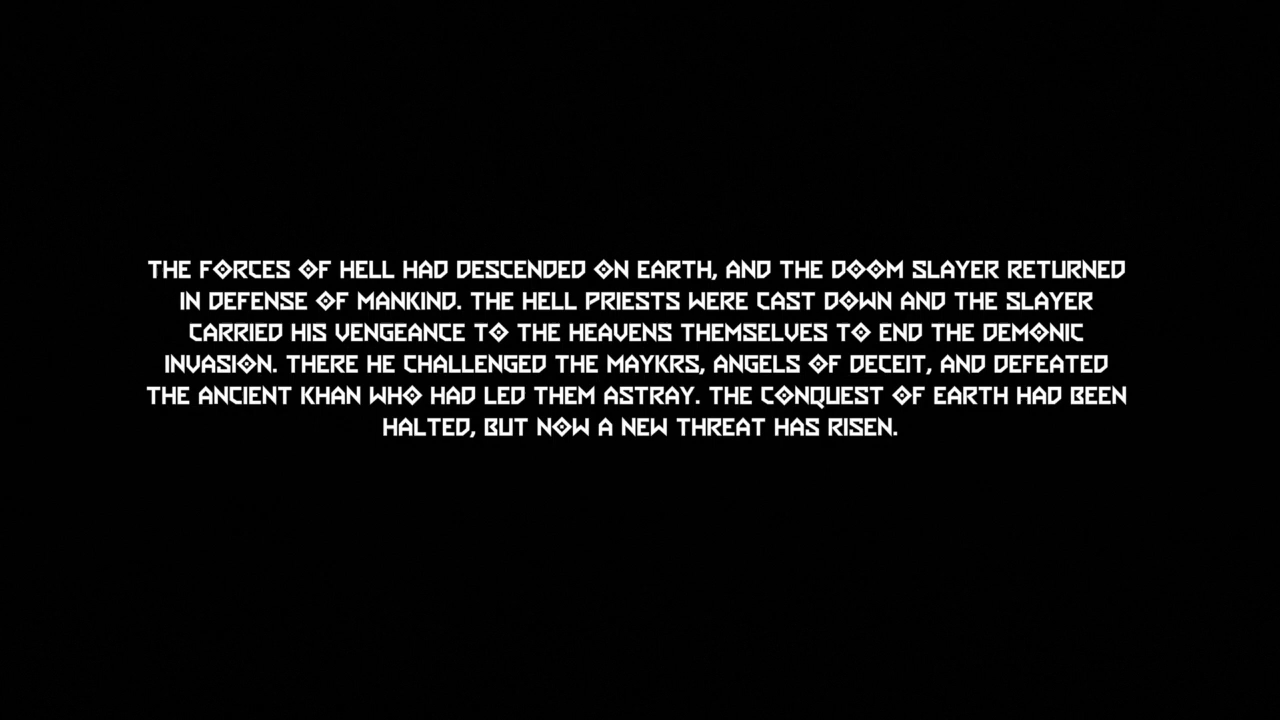 THE FORCES OF HELL HAD DESCENDED ON EARTH, AND THE DOOM SLAYER RETURNED
IN DEFENSE OF MANKIND. THE HELL PRIESTS WERE CAST DOWN AND THE SLAYER
CARRIED HIS VENGEANCE TO THE HEAVENS THEMSELVES TO END THE DEMONIC
INVASION. THERE HE CHALLENGED THE MAYKRS, ANGELS OF DECEIT, AND DEFEATED
THE ANCIENT KHAN WHO HAD LED THEM ASTRAY. THE CONQUEST OF EARTH HAD BEEN
HALTED, BUT NOW A NEW THREAT HAS RISEN.